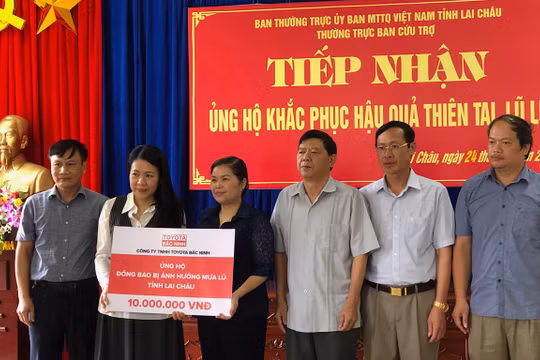 BAN THƯỜNG TRỰC ỦY BAN MTTQ VIỆT NAM TỈNH LAI CHÂU
THƯỜNG TRỰC BAN CỨU TRỢ
TIẾP NHẬN
ỦNG HỘ KHẮC PHỤC HẬU QUẢ THIÊN TAI, LŨ
Châu, ngày 24
TOYOTA
BẮC NINH
CÔNG TY TNHH TOYOTA BẮC NINH
ỦNG HỘ
ĐỒNG BAO BỊ ẢNH HƯỞNG MƯA LŨ
TỈNH LAI CHÂU
10.000.000 VNĐ